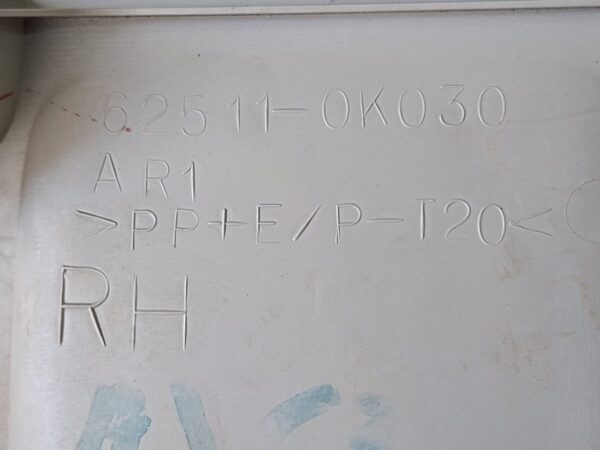 62511-0K030
AR1
>PP+E/P-T20<
RH